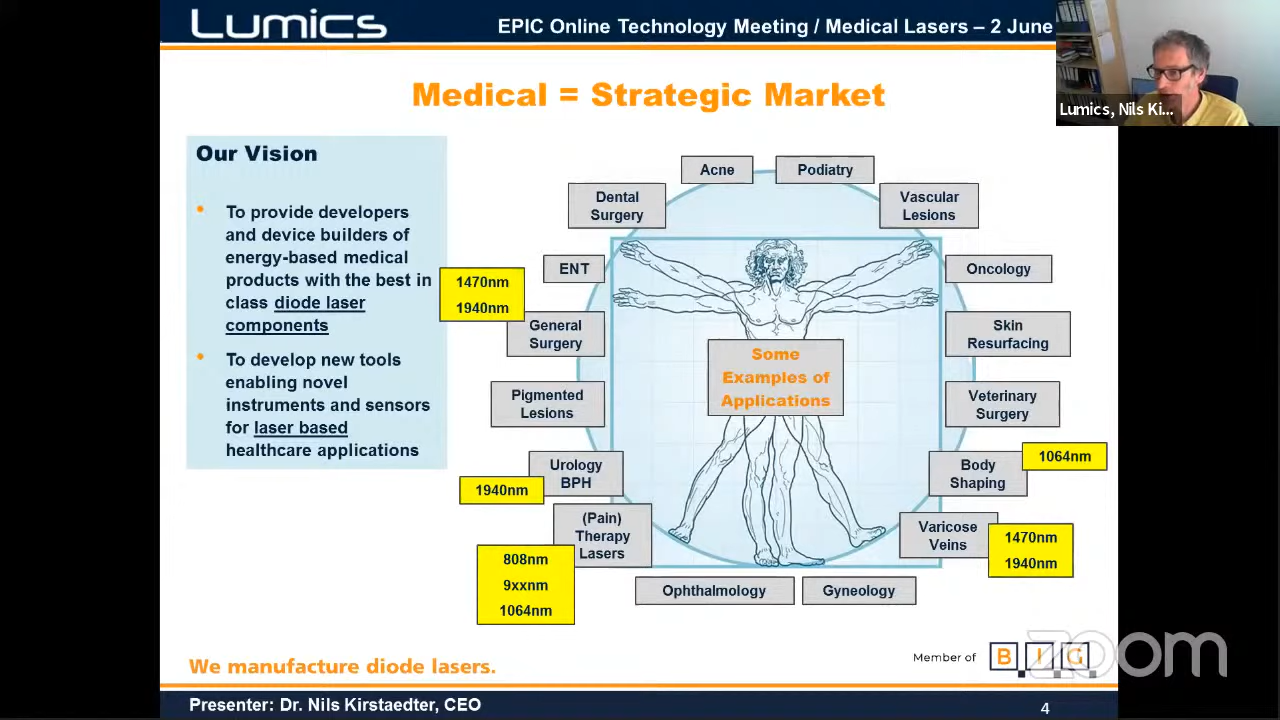 Lumics
EPIC Online Technology Meeting / Medical Lasers – 2 June
Lumics, Nils Ki...
Medical = Strategic Market
Our Vision
• To provide developers
and device builders of
energy-based medical
products with the best in
class diode laser
components
• To develop new tools
enabling novel
instruments and sensors
for laser based
healthcare applications
Acne
Podiatry
Dental
Surgery
Vascular
Lesions
ENT
Oncology
1470nm
1940nm
General
Surgery
Skin
Resurfacing
Some
Examples of
Applications
Pigmented
Lesions
Veterinary
Surgery
Urology
BPH
1940nm
Body
Shaping
1064nm
(Pain)
Therapy
Lasers
808nm
9xxnm
1064nm
Varicose
Veins
1470nm
1940nm
Ophthalmology
Gyneology
We manufacture diode lasers.
Member of
B I G
zoom
Presenter: Dr. Nils Kirstaedter, CEO
4